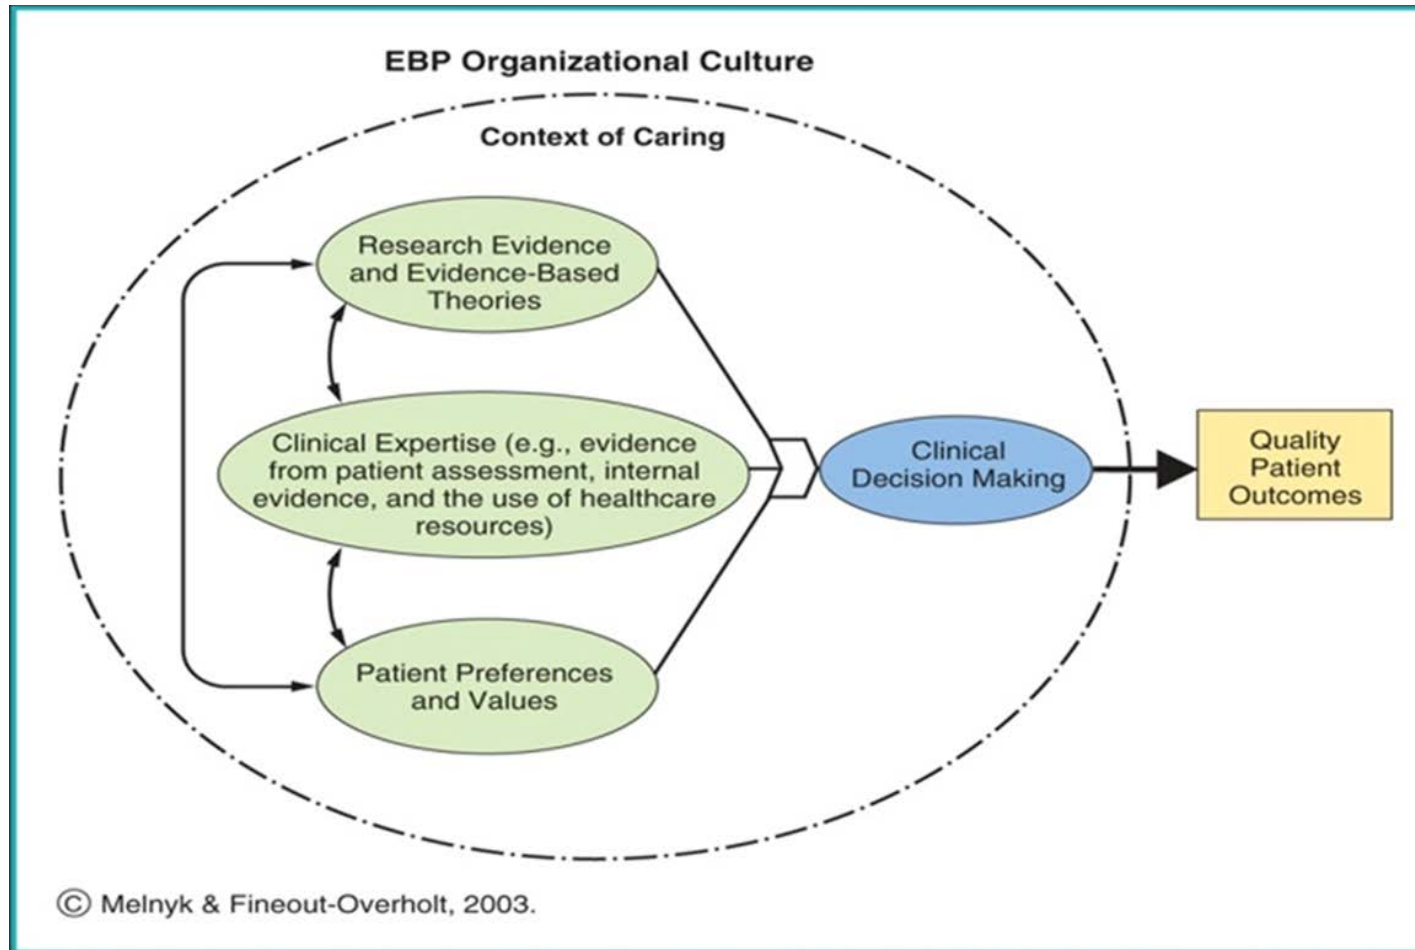 EBP Organizational Culture
Context of Caring
Research Evidence
and Evidence-Based
Theories
Clinical Expertise (e.g., evidence
from patient assessment, internal
evidence, and the use of healthcare
resources)
Patient Preferences
and Values
Clinical
Decision Making
Quality
Patient
Outcomes
© Melnyk & Fineout-Overholt, 2003.